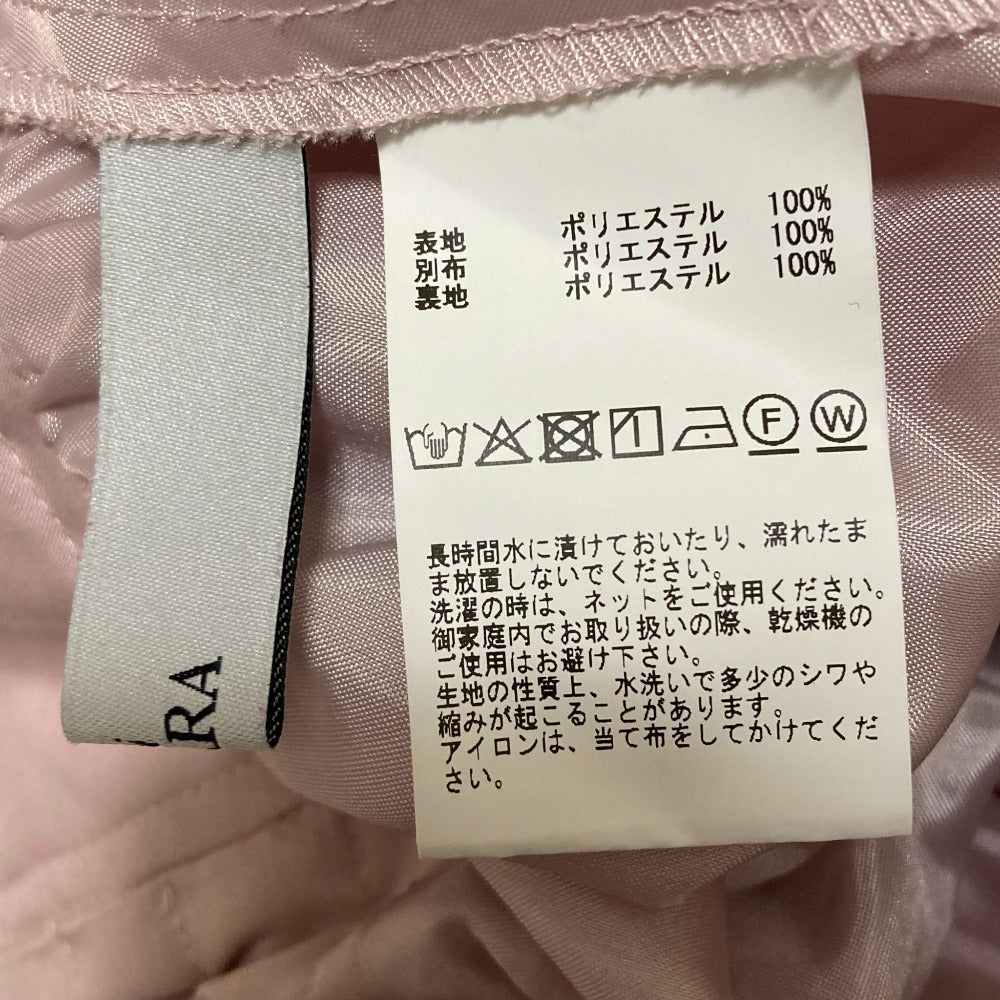 表地 ポリエステル 100%
別布 ポリエステル 100%
裏地 ポリエステル 100%
F W
長時間水に漬けておいたり、濡れたま
ま放置しないでください。
洗濯の時は、ネットをご使用ください。
御家庭内でお取り扱いの際、乾燥機の
ご使用はお避け下さい。
生地の性質上、水洗いで多少のシワや
縮みが起こることがあります。
アイロンは、当て布をしてかけてくだ
さい。
RA